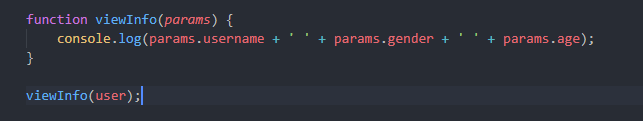 function viewInfo(params) {
    console.log(params.username + ' ' + params.gender + ' ' + params.age);
}

viewInfo(user);